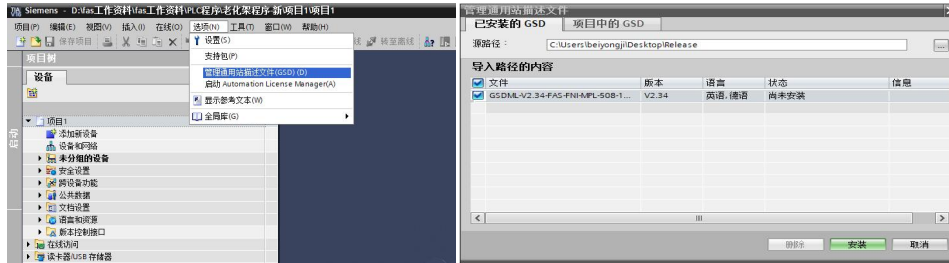 Siemens - D:\fas工作资料\fas工作资料\PLC程序\老化架程序\新项目1\项目1
项目(P) 编辑(E) 视图(V) 插入(I) 在线(O) 选项(N) 工具(T) 窗口(W) 帮助(H)
保存项目
转至离线
设置(S)
支持包(P)
管理通用站描述文件(GSD) (D)
启动 Automation License Manager(A)
显示参考文本(W)
全局库(G)
项目树
设备
启动
项目1
添加新设备
设备和网络
未分组的设备
安全设置
跨设备功能
公共数据
文档设置
语言和资源
版本控制接口
在线访问
读卡器/USB 存储器
管理通用站描述文件
已安装的 GSD 项目中的 GSD
源路径: C:\Users\beiyongji\Desktop\Release
导入路径的内容
文件 版本 语言 状态 信息
GSDML-V2.34-FAS-FNI-MPL-508-1... V2.34 英语, 德语 尚未安装
删除 安装 取消